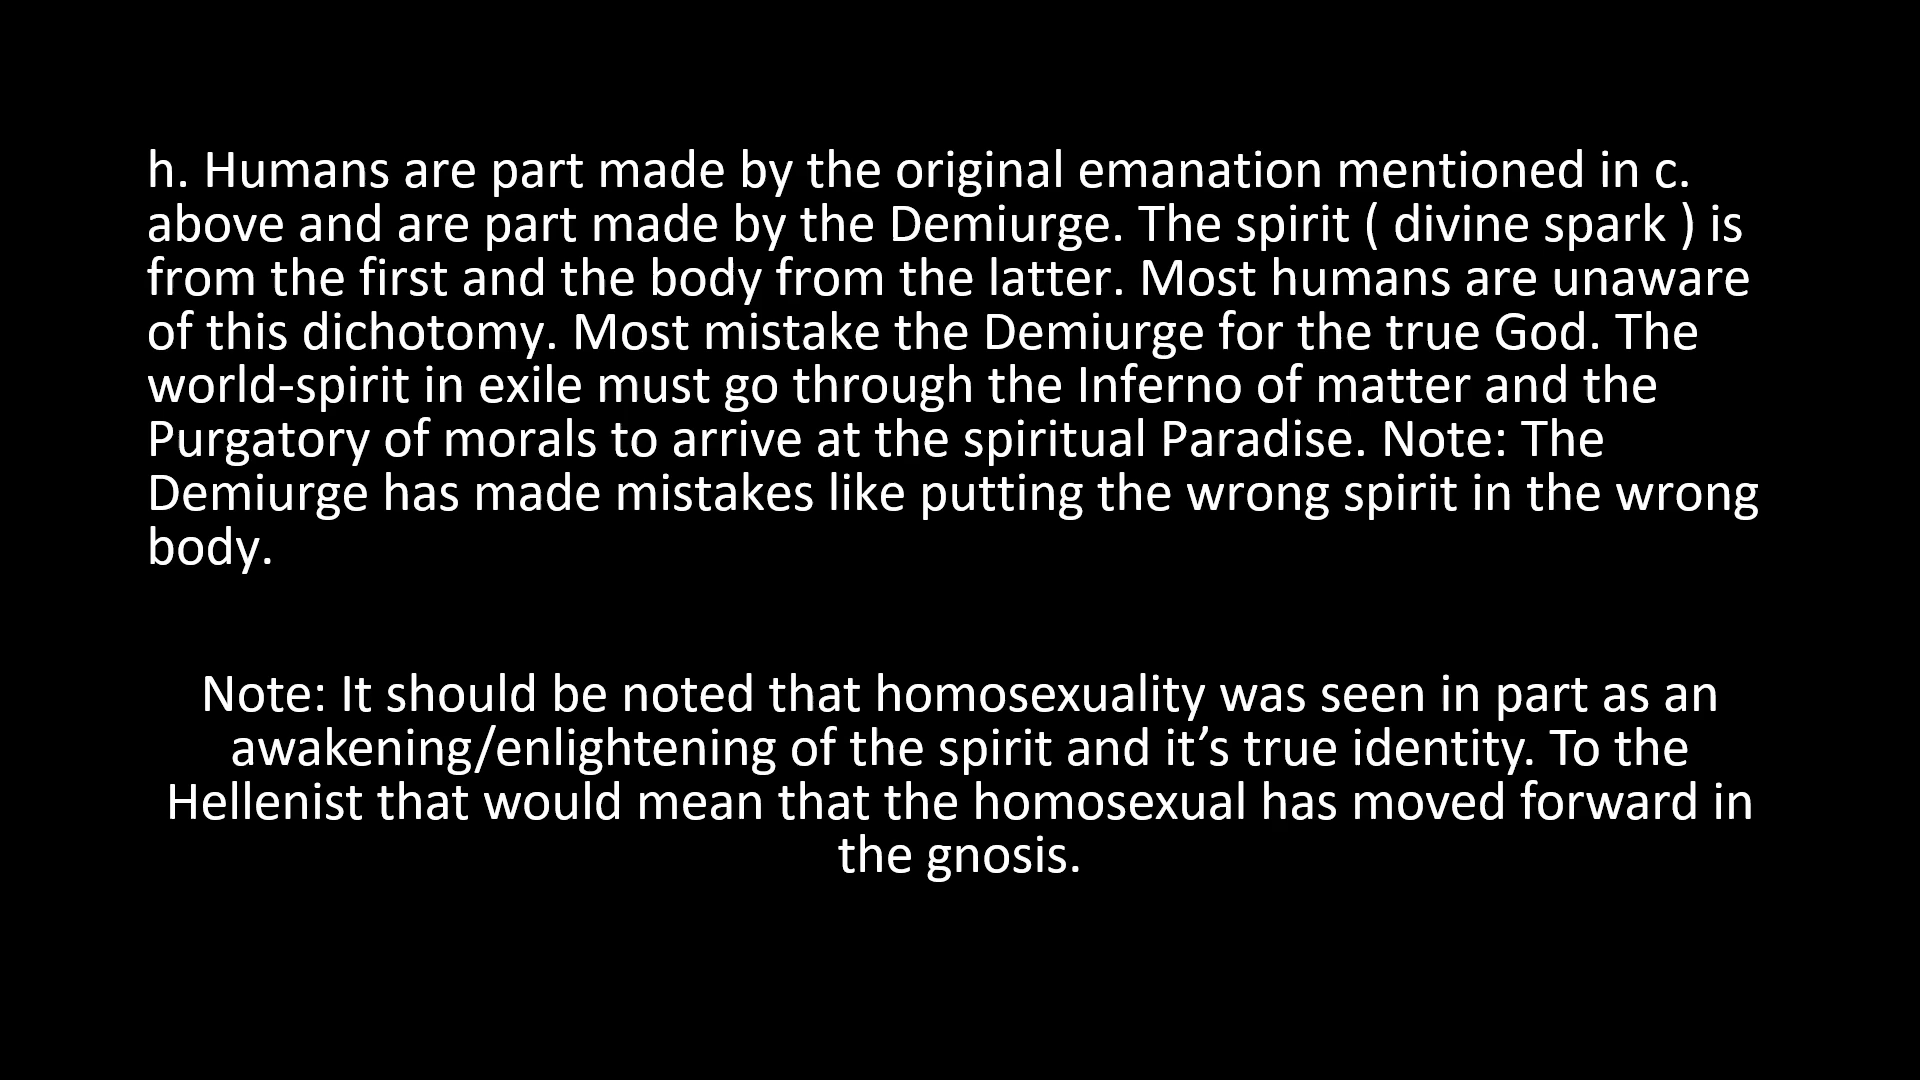 h. Humans are part made by the original emanation mentioned in c.
above and are part made by the Demiurge. The spirit ( divine spark ) is
from the first and the body from the latter. Most humans are unaware
of this dichotomy. Most mistake the Demiurge for the true God. The
world-spirit in exile must go through the Inferno of matter and the
Purgatory of morals to arrive at the spiritual Paradise. Note: The
Demiurge has made mistakes like putting the wrong spirit in the wrong
body.
Note: It should be noted that homosexuality was seen in part as an
awakening/enlightening of the spirit and it’s true identity. To the
Hellenist that would mean that the homosexual has moved forward in
the gnosis.